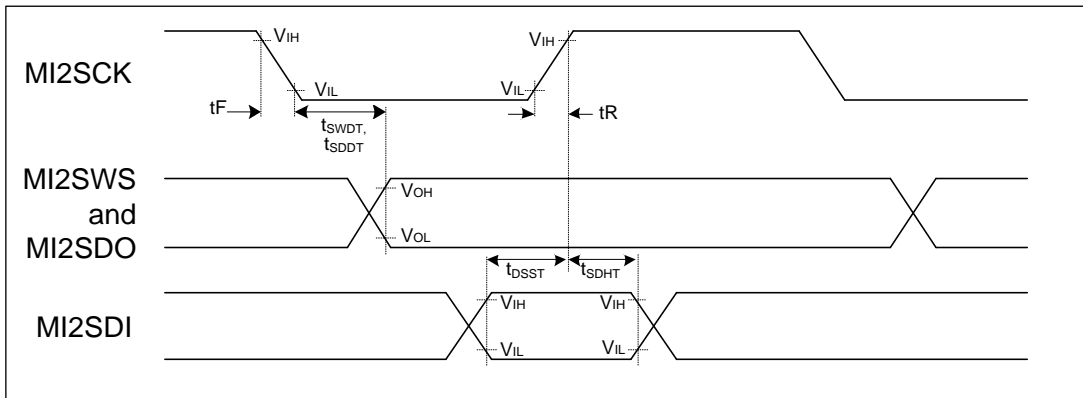 MI2SCK
VIH
VIL
tF
tSWDT,
tSDDT
VIH
VIL
tR
MI2SWS
and
MI2SDO
VOH
VOL
tDSST
tSDHT
MI2SDI
VIH
VIL
VIH
VIL